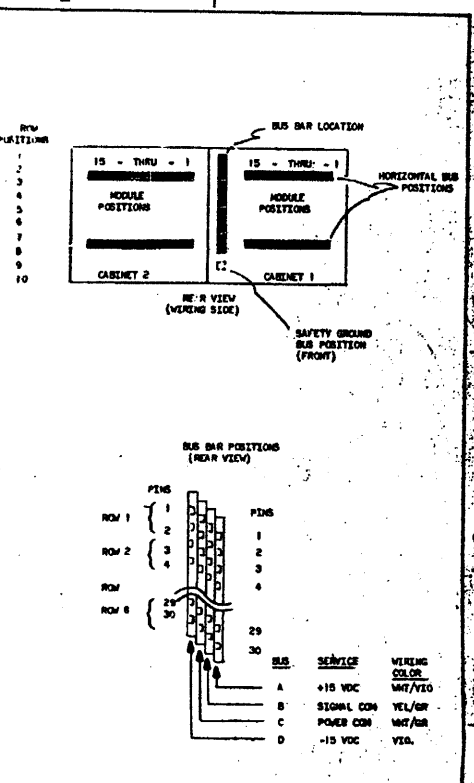 ROW
POSITIONS
1
2
3
4
5
6
7
8
9
10
BUS BAR LOCATION
15 - THRU - 1
MODULE
POSITIONS
CABINET 2
15 - THRU - 1
MODULE
POSITIONS
CABINET 1
HORIZONTAL BUS
POSITIONS
REAR VIEW
(WIRING SIDE)
SAFETY GROUND
BUS POSITION
(FRONT)
BUS BAR POSITIONS
(REAR VIEW)
PINS
ROW 1
1
2
ROW 2
3
4
ROW
ROW 8
29
30
PINS
1
2
3
4
29
30
BUS SERVICE WIRING
COLOR
A +15 VDC WHT/VIO
B SIGNAL COM YEL/GR
C POWER COM WHT/GR
D -15 VDC VIO.